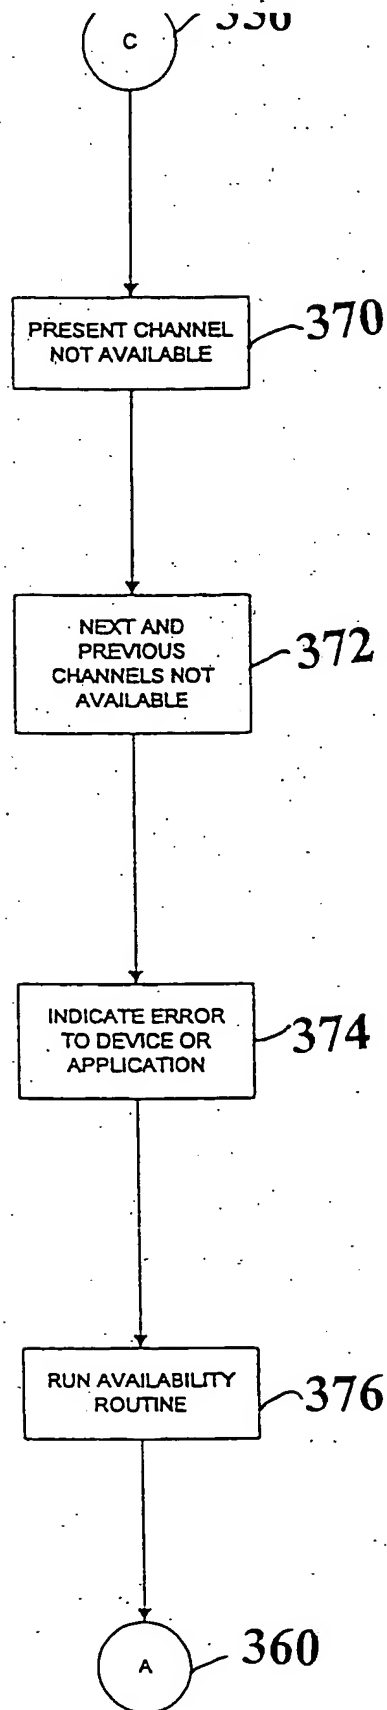 C
PRESENT CHANNEL
NOT AVAILABLE
370
NEXT AND
PREVIOUS
CHANNELS NOT
AVAILABLE
372
INDICATE ERROR
TO DEVICE OR
APPLICATION
374
RUN AVAILABILITY
ROUTINE
376
A
360